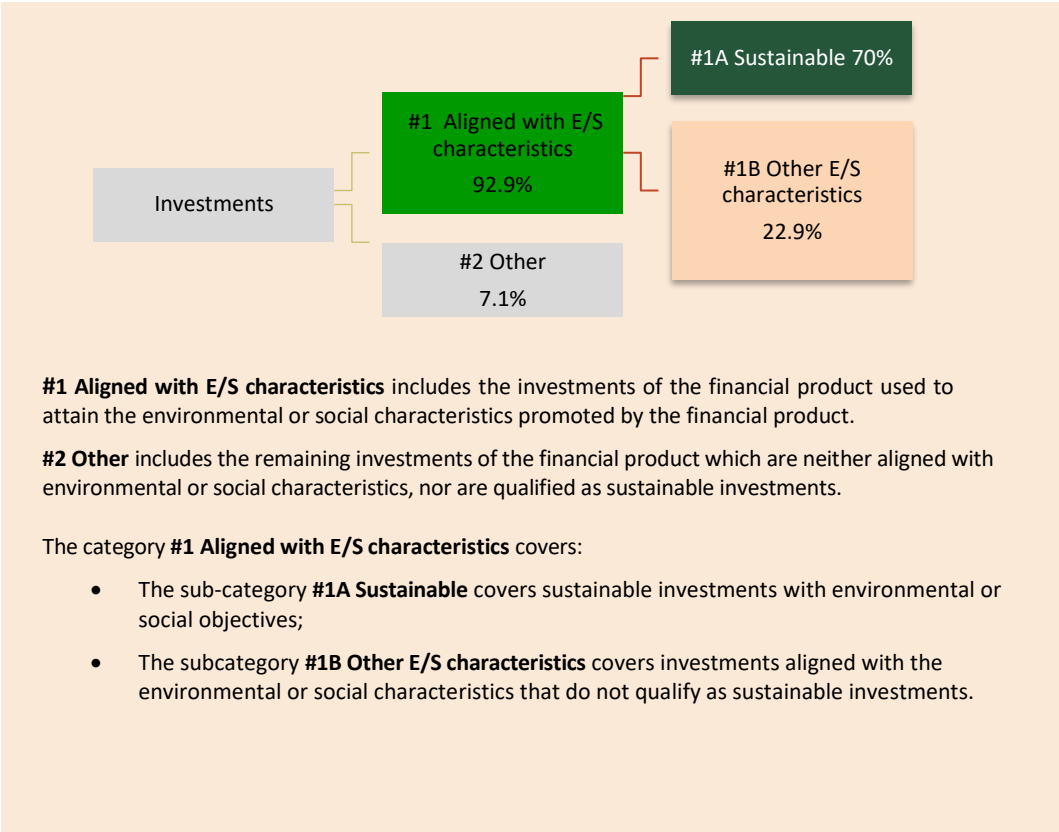 #1A Sustainable 70%
#1 Aligned with E/S
characteristics
92.9%
#1B Other E/S
characteristics
22.9%
Investments
#2 Other
7.1%
#1 Aligned with E/S characteristics includes the investments of the financial product used to
attain the environmental or social characteristics promoted by the financial product.
#2 Other includes the remaining investments of the financial product which are neither aligned with
environmental or social characteristics, nor are qualified as sustainable investments.
The category #1 Aligned with E/S characteristics covers:
• The sub-category #1A Sustainable covers sustainable investments with environmental or
social objectives;
• The subcategory #1B Other E/S characteristics covers investments aligned with the
environmental or social characteristics that do not qualify as sustainable investments.